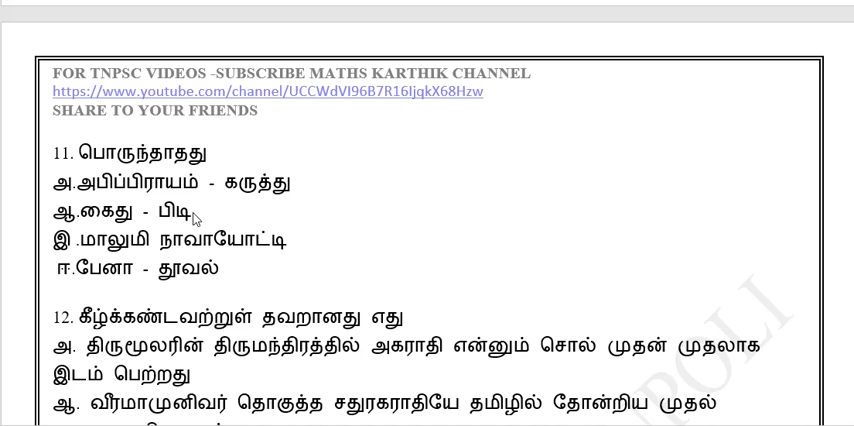 FOR TNPSC VIDEOS -SUBSCRIBE MATHS KARTHIK CHANNEL
https://www.youtube.com/channel/UCCWdVI96B7R16IjqkX68Hzw
SHARE TO YOUR FRIENDS
11. பொருந்தாதது
அ.அபிப்பிராயம் - கருத்து
ஆ.கைது - பிடி
இ .மாலுமி நாவாயோட்டி
ஈ.பேனா - தூவல்
12. கீழ்க்கண்டவற்றுள் தவறானது எது
அ. திருமூலரின் திருமந்திரத்தில் அகராதி என்னும் சொல் முதன் முதலாக
இடம் பெற்றது
ஆ. வீரமாமுனிவர் தொகுத்த சதுரகராதியே தமிழில் தோன்றிய முதல்